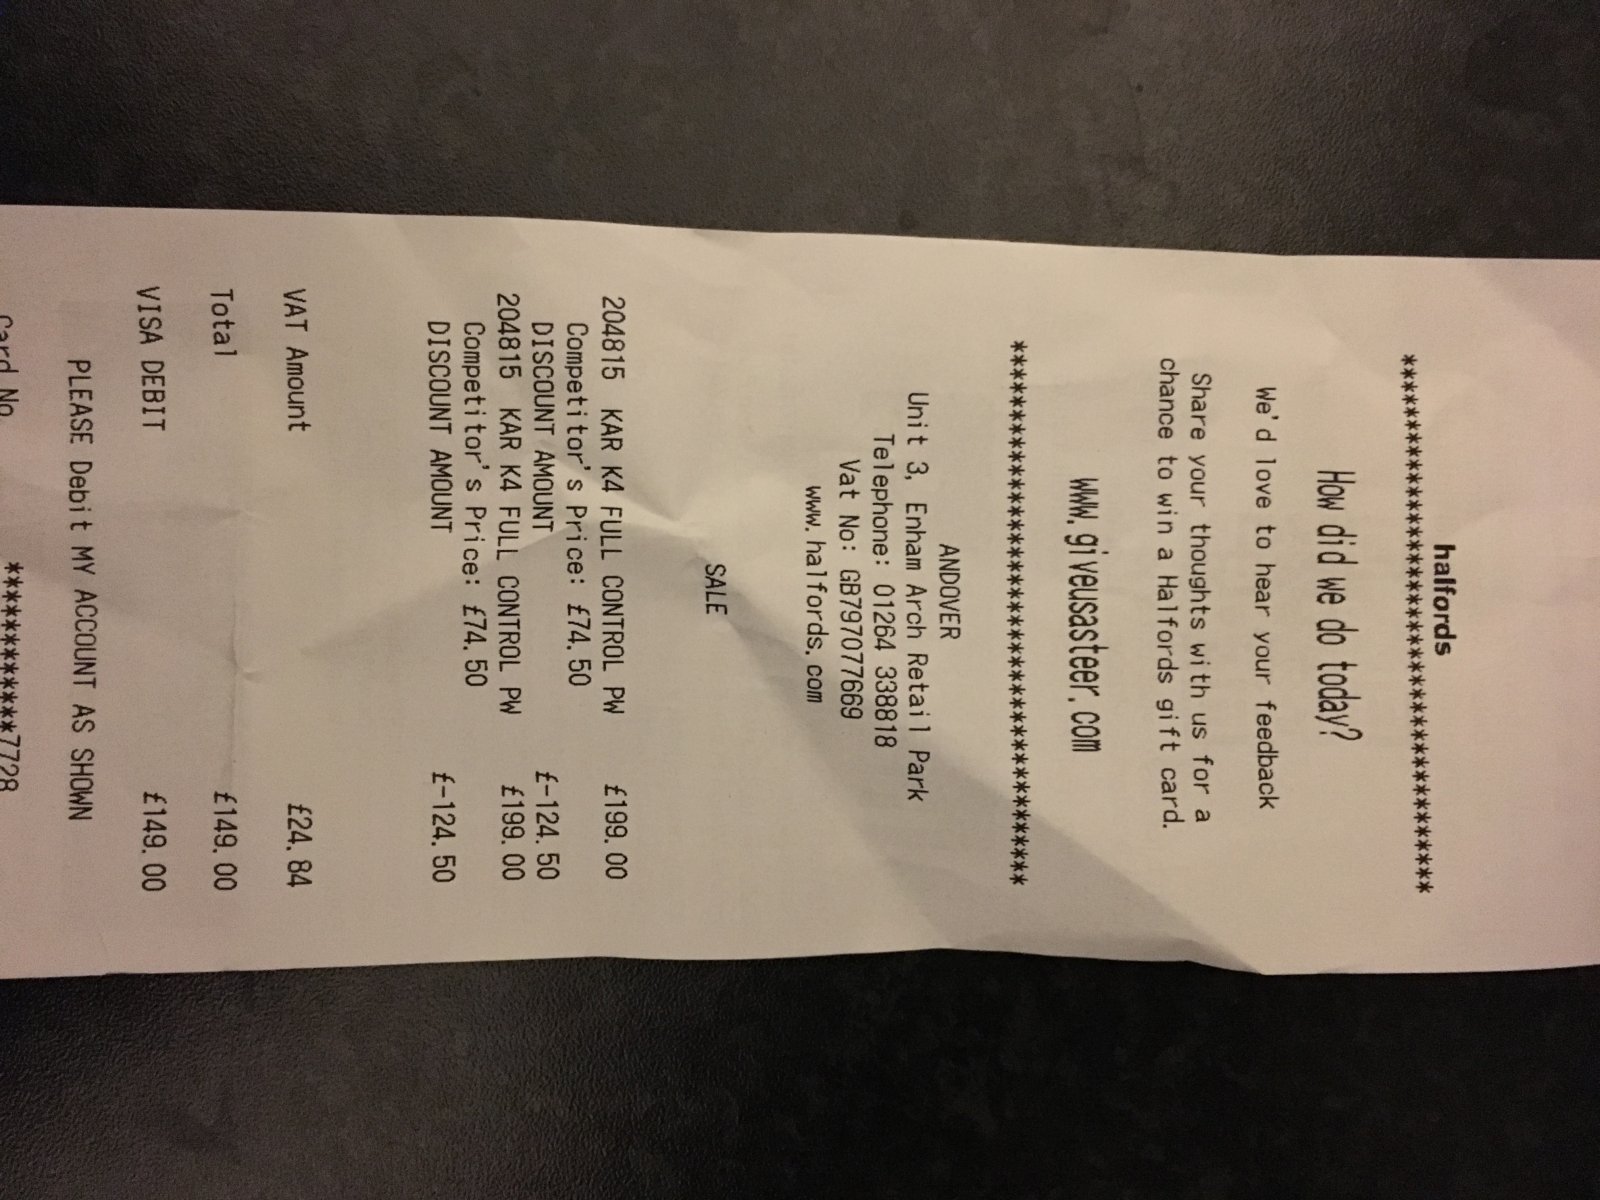 halfords
****************************************
How did we do today?
We'd love to hear your feedback
Share your thoughts with us for a
chance to win a Halfords gift card.
www.giveusasteer.com
****************************************
ANDOVER
Unit 3, Enham Arch Retail Park
Telephone: 01264 338818
Vat No: GB797077669
www.halfords.com
SALE
204815 KAR K4 FULL CONTROL PW £199.00
Competitor's Price: £74.50
DISCOUNT AMOUNT £-124.50
204815 KAR K4 FULL CONTROL PW £199.00
Competitor's Price: £74.50
DISCOUNT AMOUNT £-124.50
VAT Amount £24.84
Total £149.00
VISA DEBIT £149.00
PLEASE Debit MY ACCOUNT AS SHOWN
Card No. ************7728